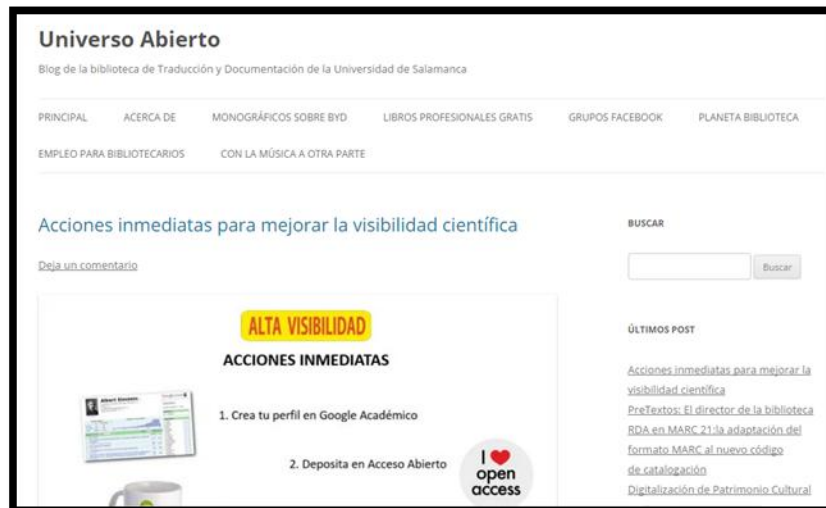 Universo Abierto
Blog de la biblioteca de Traducción y Documentación de la Universidad de Salamanca
PRINCIPAL ACERCA DE MONOGRÁFICOS SOBRE BYD LIBROS PROFESIONALES GRATIS GRUPOS FACEBOOK PLANETA BIBLIOTECA
EMPLEO PARA BIBLIOTECARIOS CON LA MÚSICA A OTRA PARTE
Acciones inmediatas para mejorar la visibilidad científica
Deja un comentario
ALTA VISIBILIDAD
ACCIONES INMEDIATAS
1. Crea tu perfil en Google Académico
2. Deposita en Acceso Abierto
I
open
access
BUSCAR
Buscar
ÚLTIMOS POST
Acciones inmediatas para mejorar la
visibilidad científica
PreTextos: El director de la biblioteca
RDA en MARC 21:la adaptación del
formato MARC al nuevo código
de catalogación
Digitalización de Patrimonio Cultural